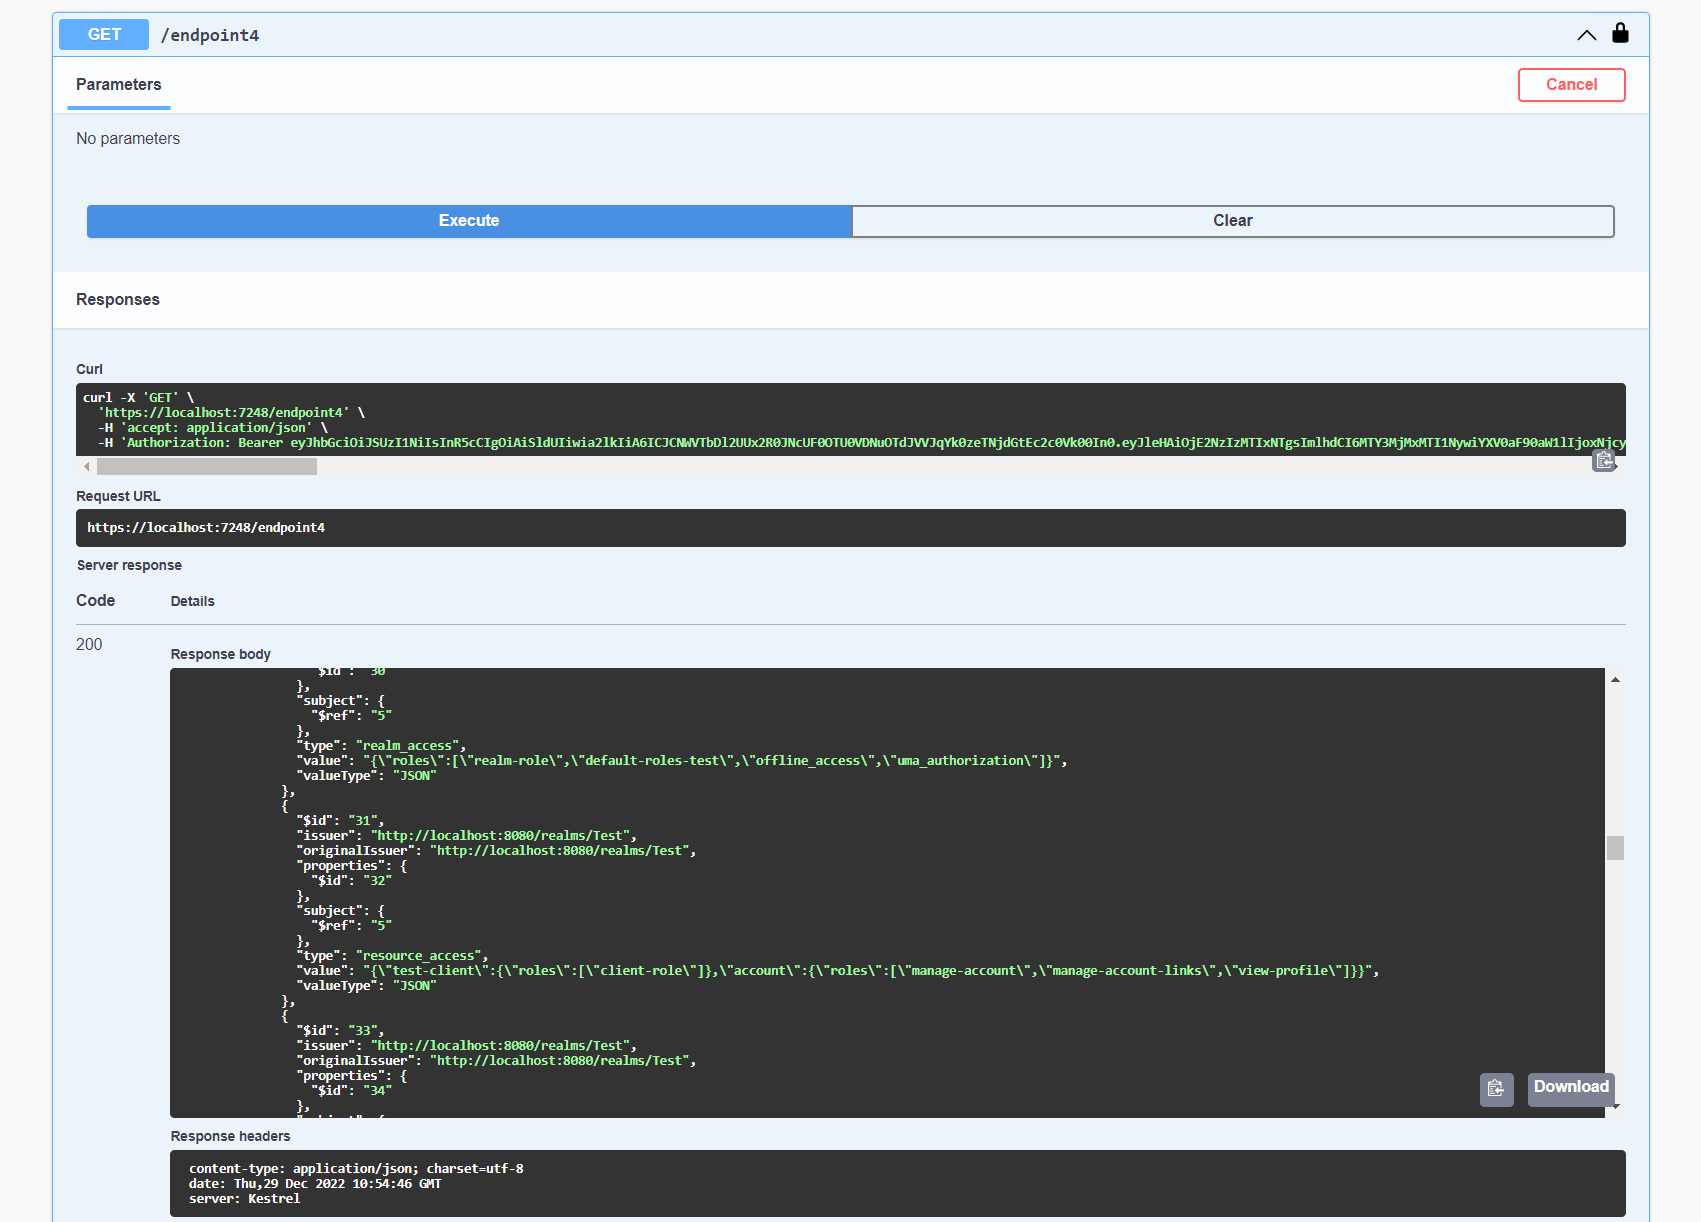 GET /endpoint4
Parameters
Cancel
No parameters
Execute
Clear
Responses
Curl
curl -X 'GET' \
'https://localhost:7248/endpoint4' \
-H 'accept: application/json' \
-H 'Authorization: Bearer eyJhbGciOiJSUzI1NiIsInR5cCIgOiAiSldUIiwia2lkIiA6ICJCNWVTbDl2UUx2R0JNcUF0OTU0VDNuOTdJVVJqYk0zeTNjdGtEc2c0Vk00In0.eyJleHAiOjE2NzIzMTIxNTgsImlhdCI6MTY3MjMxMTI1NywiYXV0aF90aW1lIjoxNjcy
Request URL
https://localhost:7248/endpoint4
Server response
Code
Details
200
Response body
"$id": "30"
},
"subject": {
"$ref": "5"
},
"type": "realm_access",
"value": "{\"roles\":[\"realm-role\",\"default-roles-test\",\"offline_access\",\"uma_authorization\"]}",
"valueType": "JSON"
},
{
"$id": "31",
"issuer": "http://localhost:8080/realms/Test",
"originalIssuer": "http://localhost:8080/realms/Test",
"properties": {
"$id": "32"
},
"subject": {
"$ref": "5"
},
"type": "resource_access",
"value": "{\"test-client\":{\"roles\":[\"client-role\"]},\"account\":{\"roles\":[\"manage-account\",\"manage-account-links\",\"view-profile\"]}}",
"valueType": "JSON"
},
{
"$id": "33",
"issuer": "http://localhost:8080/realms/Test",
"originalIssuer": "http://localhost:8080/realms/Test",
"properties": {
"$id": "34"
},
Download
Response headers
content-type: application/json; charset=utf-8
date: Thu,29 Dec 2022 10:54:46 GMT
server: Kestrel